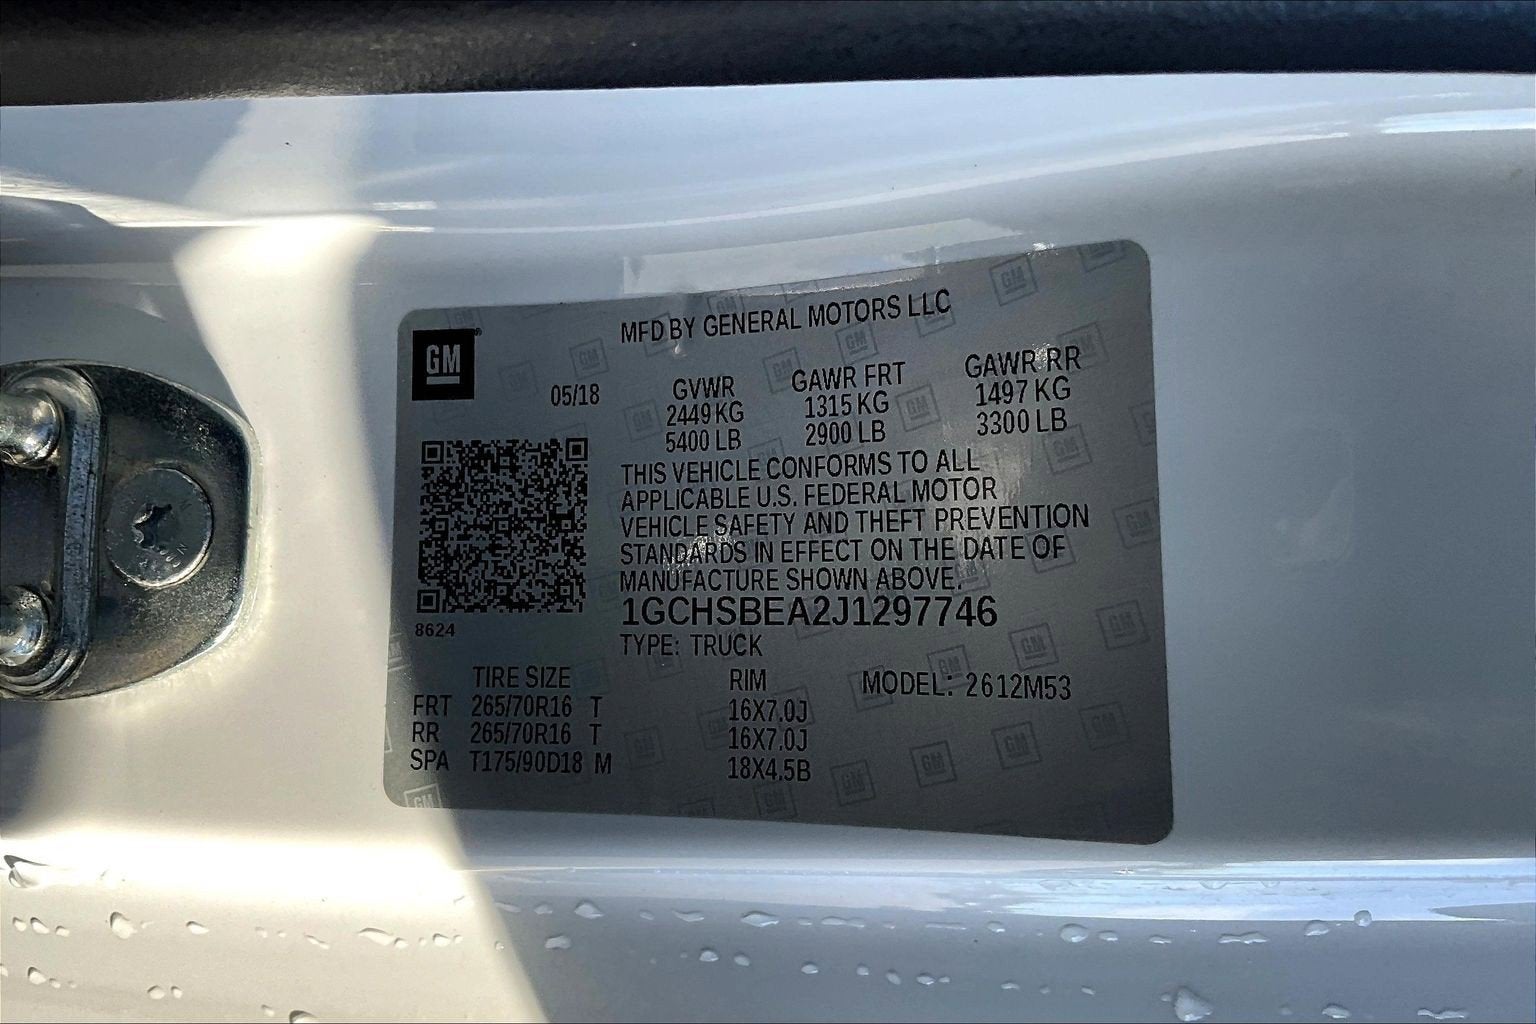 GM
MFD BY GENERAL MOTORS LLC
05/18 GVWR GAWR FRT GAWR RR
2449 KG 1315 KG 1497 KG
5400 LB 2900 LB 3300 LB
THIS VEHICLE CONFORMS TO ALL
APPLICABLE U.S. FEDERAL MOTOR
VEHICLE SAFETY AND THEFT PREVENTION
STANDARDS IN EFFECT ON THE DATE OF
MANUFACTURE SHOWN ABOVE.
1GCHSBEA2J1297746
8624
TYPE: TRUCK
TIRE SIZE RIM MODEL: 2612M53
FRT 265/70R16 T 16X7.0J
RR 265/70R16 T 16X7.0J
SPA T175/90D18 M 18X4.5B